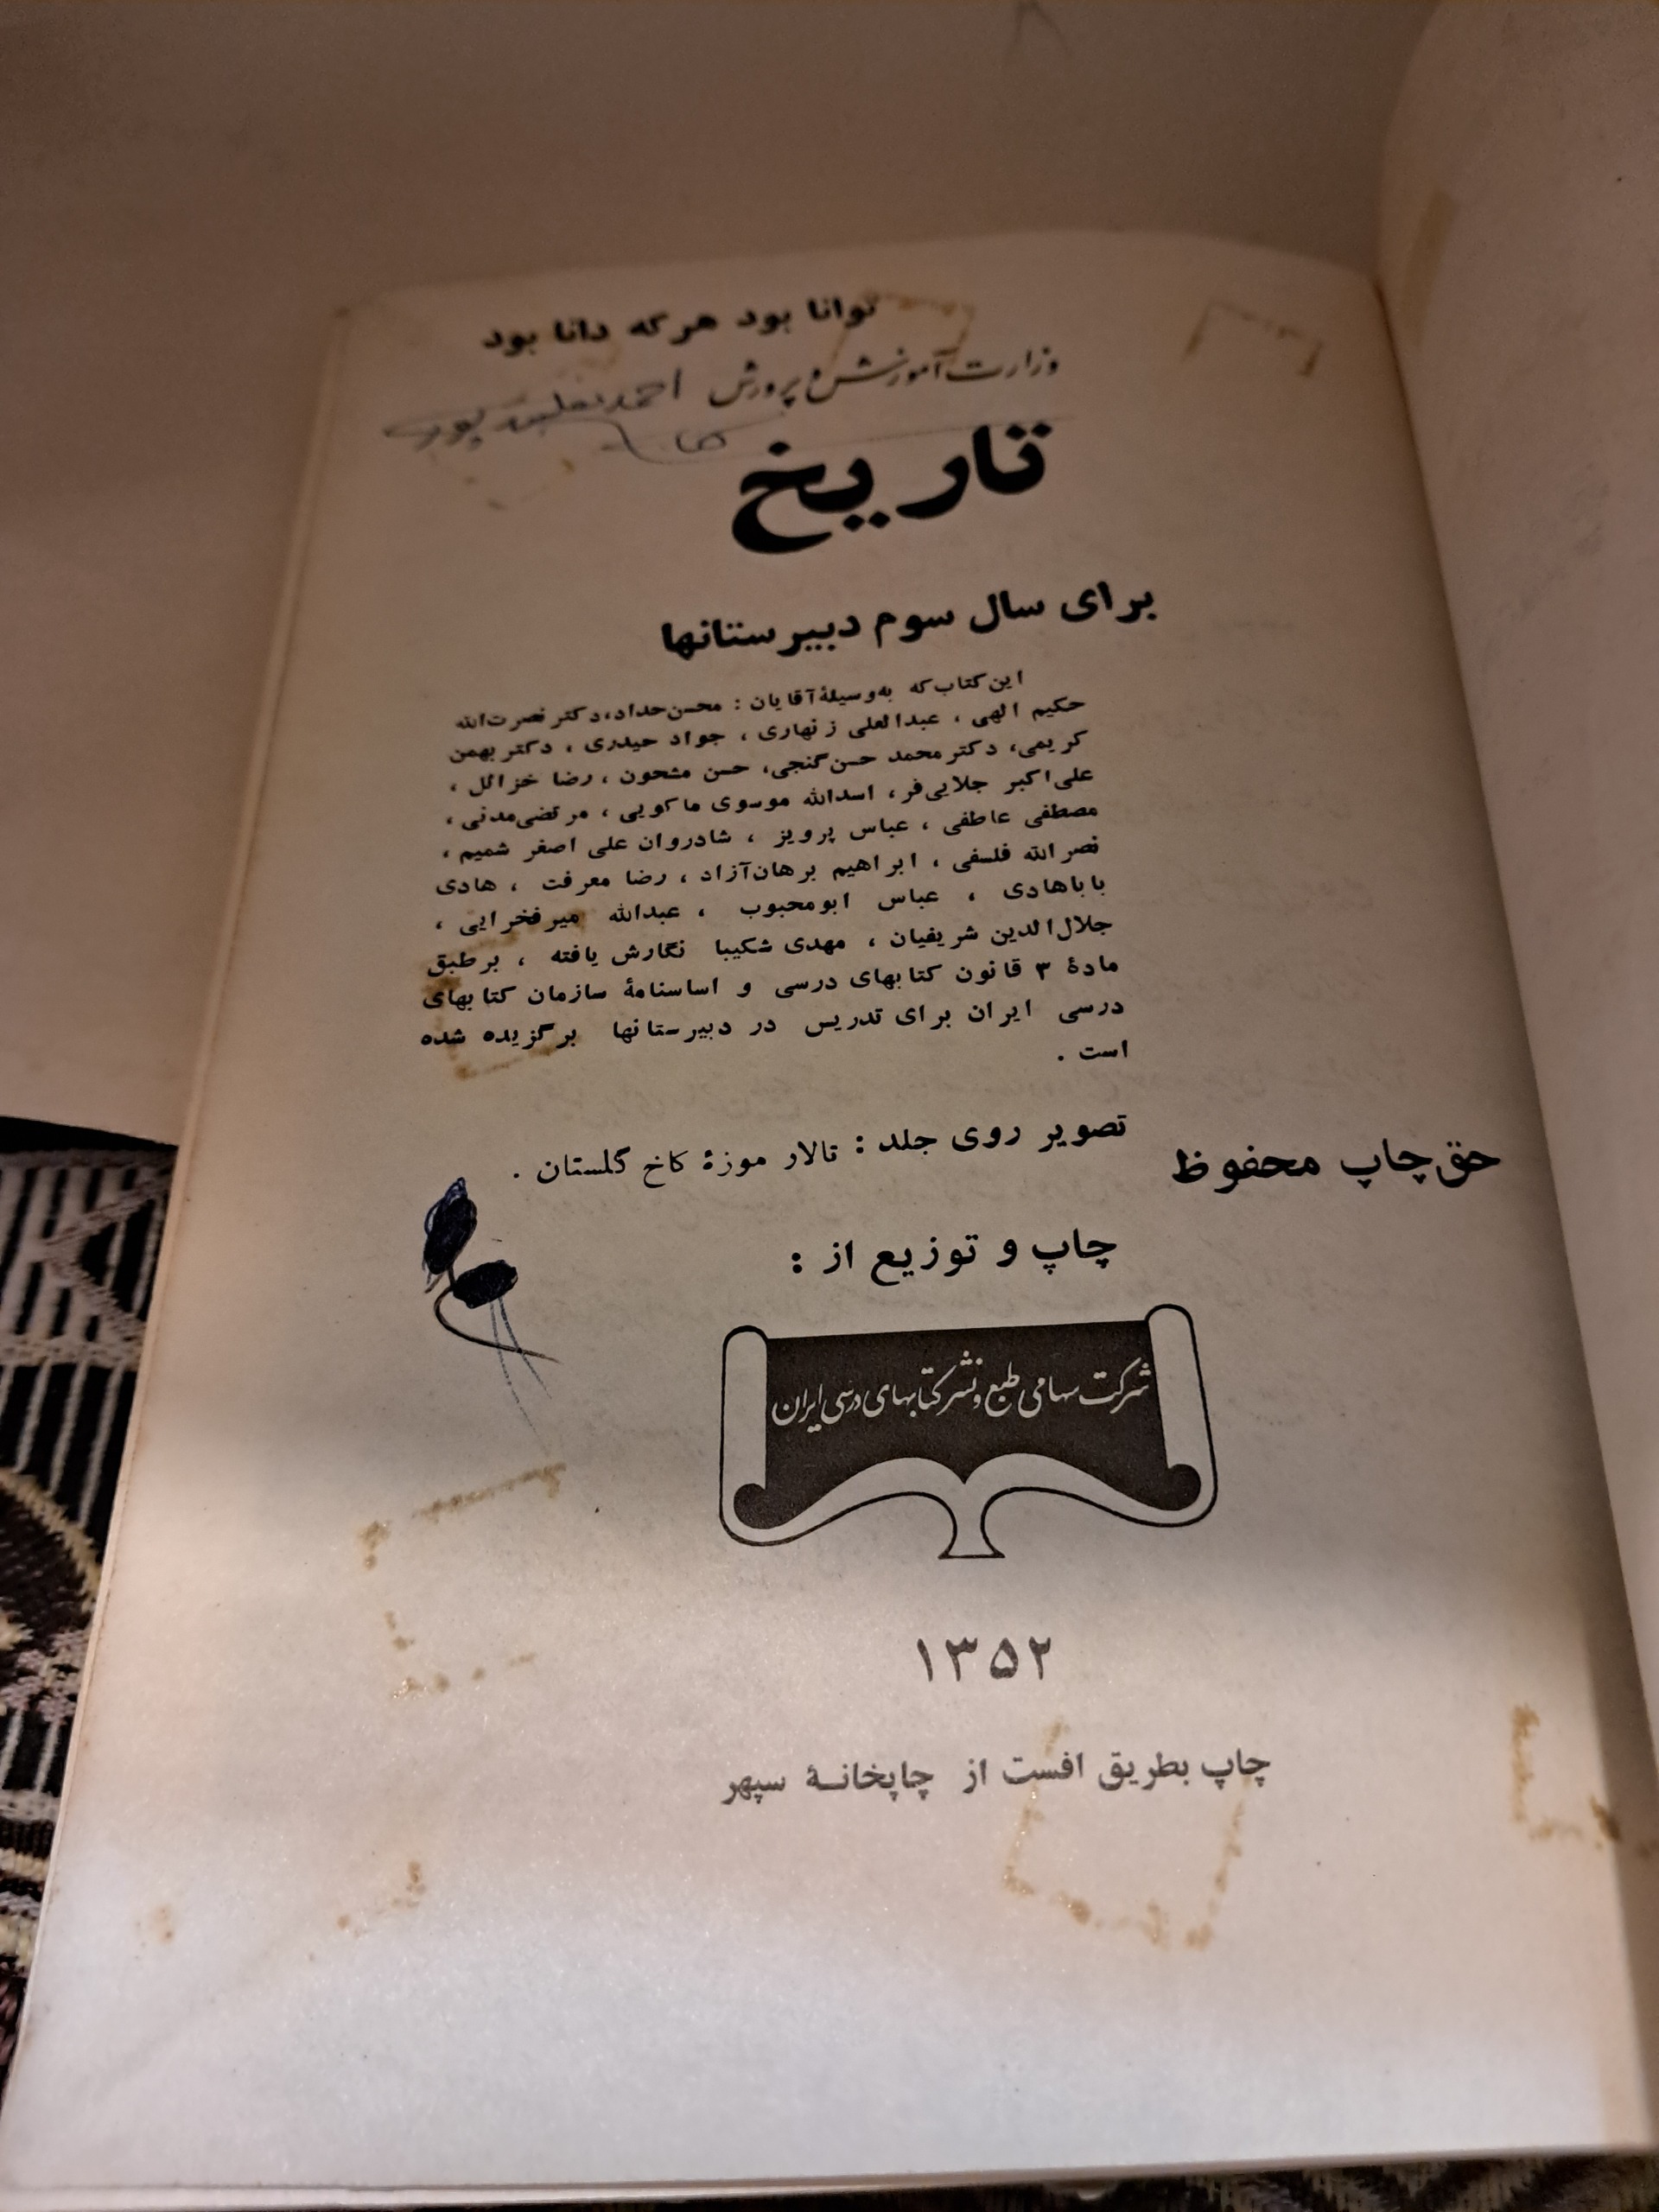 توانا بود هر که دانا بود
وزارت آموزش و پرورش احمد پور
تاریخ
برای سال سوم دبیرستانها
این کتاب که به‌وسیلهٔ آقایان : محسن حداد، دکتر نصرت‌الله
حکیم الهی ، عبدالعلی زنهاری ، جواد حیدری ، دکتر بهمن
کریمی، دکتر محمد حسن گنجی، حسن مشحون ، رضا خزائل ،
علی‌اکبر جلایی‌فر، اسدالله موسوی ماکویی ، مرتضی مدنی ،
مصطفی عاطفی ، عباس پرویز ، شادروان علی اصغر شمیم ،
نصرالله فلسفی ، ابراهیم برهان‌آزاد ، رضا معرفت ، هادی
باباهادی ، عباس ابومحبوب ، عبدالله میرفخرایی ،
جلال‌الدین شریفیان ، مهدی شکیبا نگارش یافته ، بر طبق
مادهٔ ۳ قانون کتابهای درسی و اساسنامهٔ سازمان کتابهای
درسی ایران برای تدریس در دبیرستانها برگزیده شده
است .
تصویر روی جلد : تالار موزهٔ کاخ گلستان .
حق چاپ محفوظ
چاپ و توزیع از :
شرکت سهامی طبع و نشر کتابهای درسی ایران
۱۳۵۲
چاپ بطریق افست از چاپخانهٔ سپهر